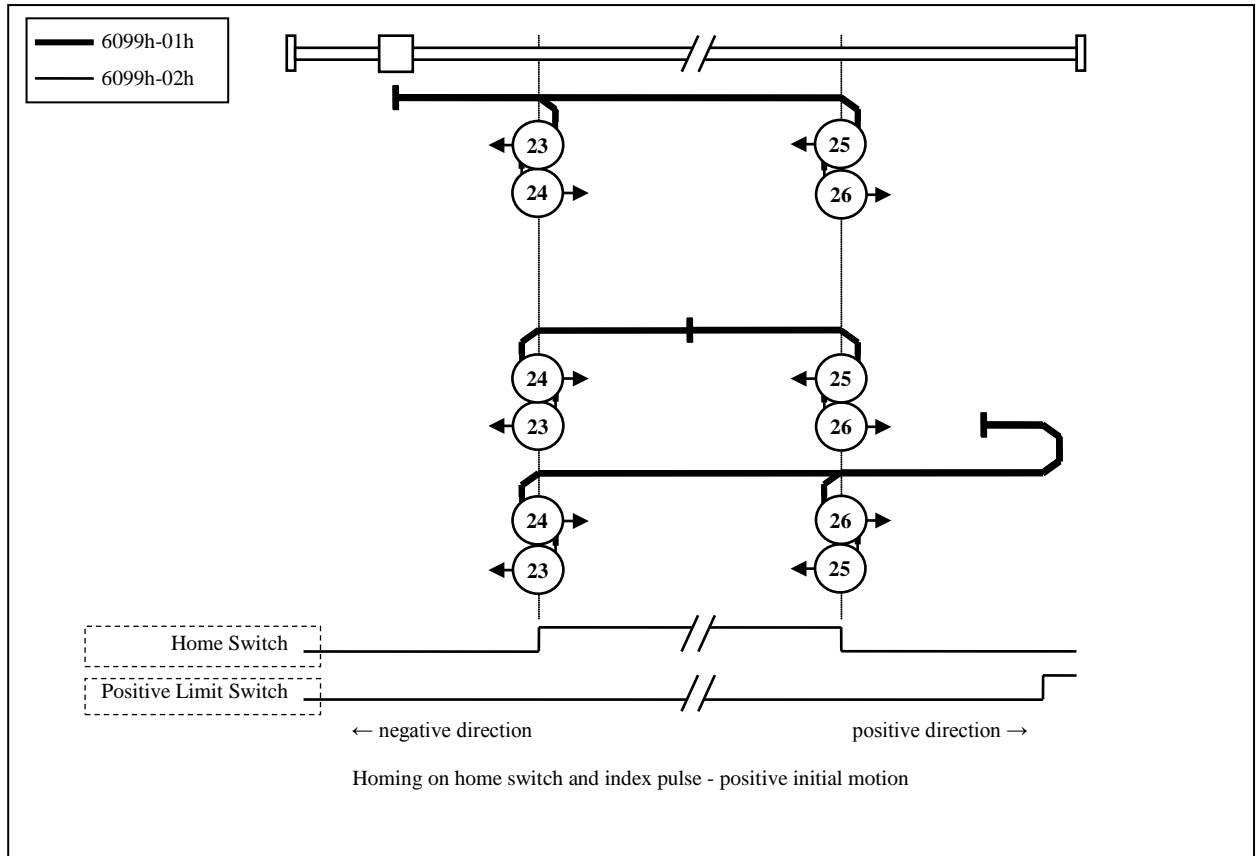 6099h-01h
6099h-02h
23 25
24 26
24 25
23 26
24 26
23 25
Home Switch
Positive Limit Switch
← negative direction positive direction →
Homing on home switch and index pulse - positive initial motion